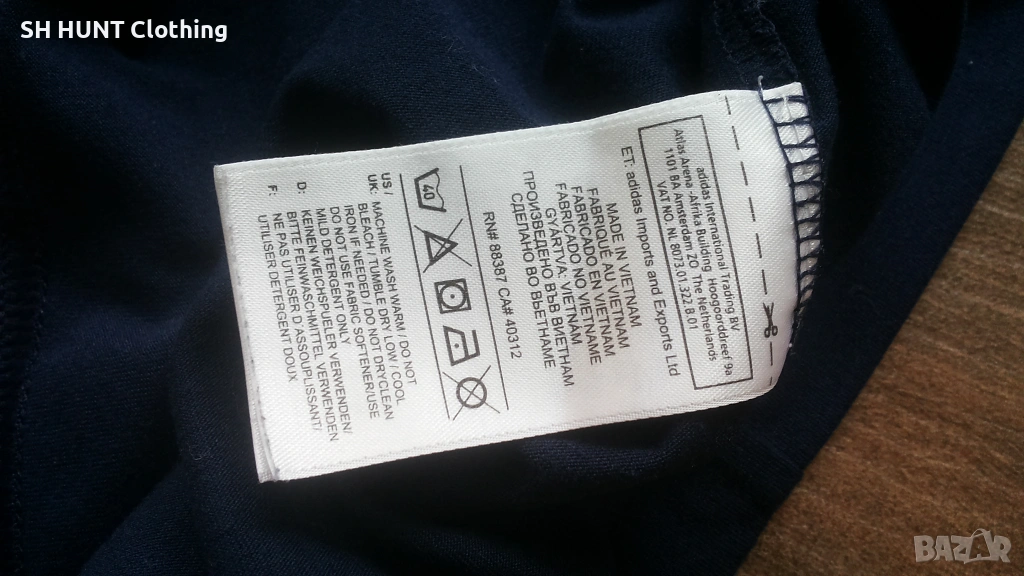 SH HUNT Clothing
adidas International Trading BV
Atlas Arena -Afrika Building Hoogoorddreef 9a
1101 BA Amsterdam ZO The Netherlands
VAT NO NL 8073.01.322.B.01
ET: adidas Imports and Exports Ltd
MADE IN VIETNAM
FABRIQUÉ AU VIETNAM
FABRICADO EN VIETNAM
FABRICADO NO VIETNAME
GYÁRTVA: VIETNAM
ПРОИЗВЕДЕНО ВЪВ ВИЕТНАМ
СДЕЛАНО ВО ВЬЕТНАМЕ
RN# 88387 CA# 40312
40
US /
UK: MACHINE WASH WARM / DO NOT
BLEACH / TUMBLE DRY LOW / COOL
IRON IF NEEDED / DO NOT DRYCLEAN
DO NOT USE FABRIC SOFTENER/USE
MILD DETERGENT ONLY
D: KEINEN WEICHSPUELER VERWENDEN/
BITTE FEINWASCHMITTEL VERWENDEN
F: NE PAS UTILISER D'ASSOUPLISSANT/
UTILISER DETERGENT DOUX
BAZAR